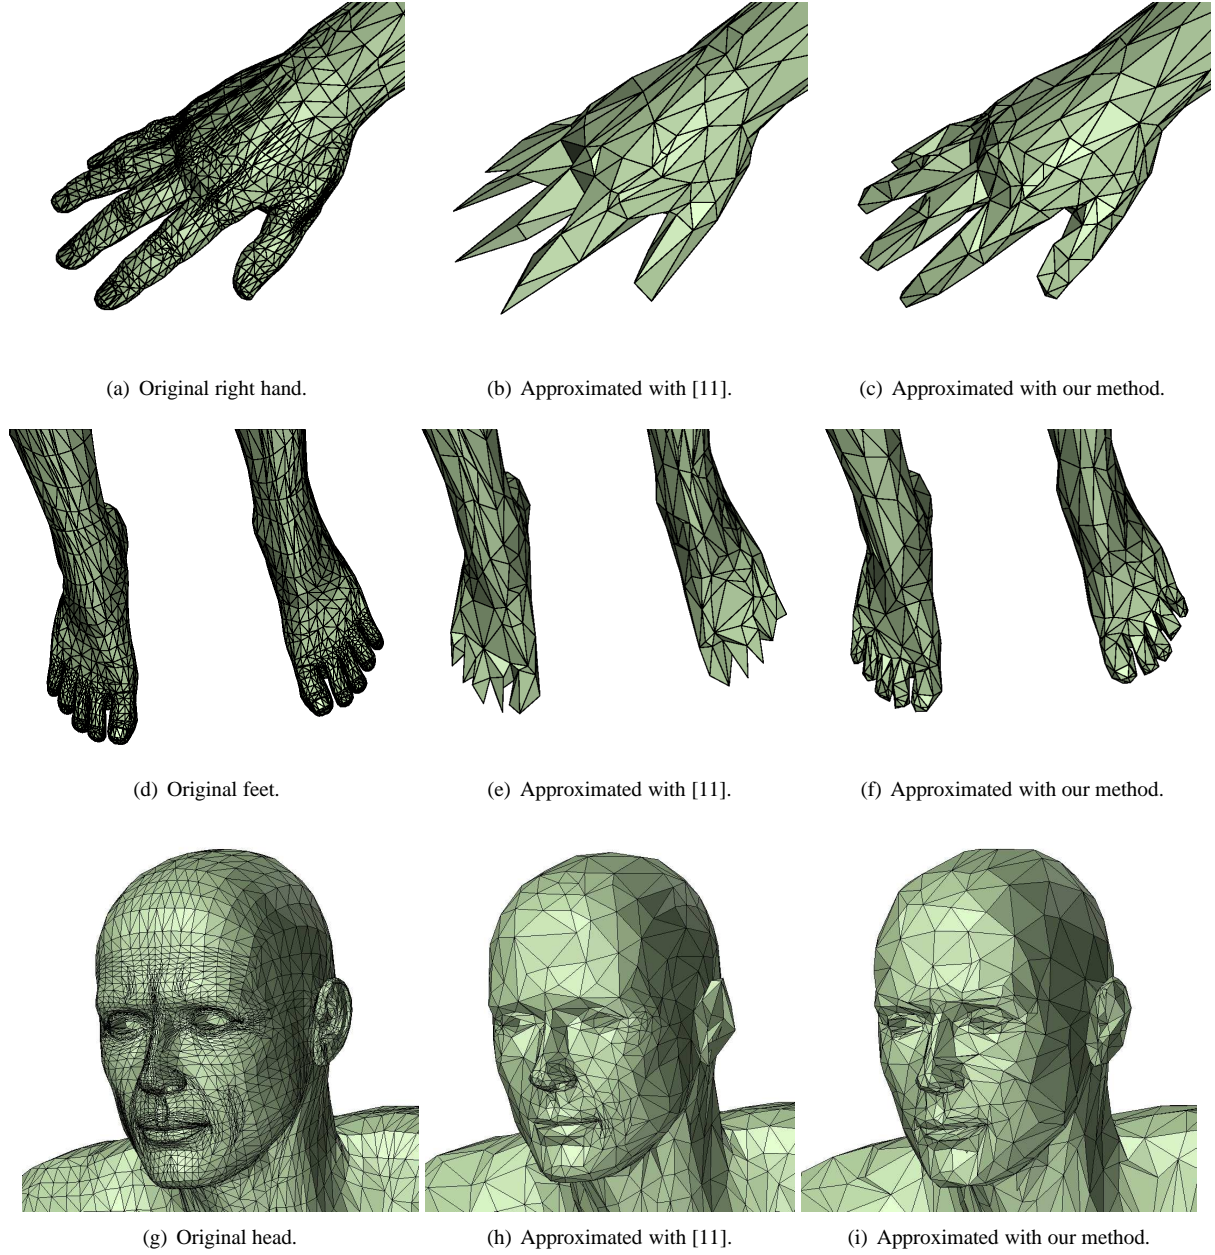 (a) Original right hand.
(b) Approximated with [11].
(c) Approximated with our method.
(d) Original feet.
(e) Approximated with [11].
(f) Approximated with our method.
(g) Original head.
(h) Approximated with [11].
(i) Approximated with our method.